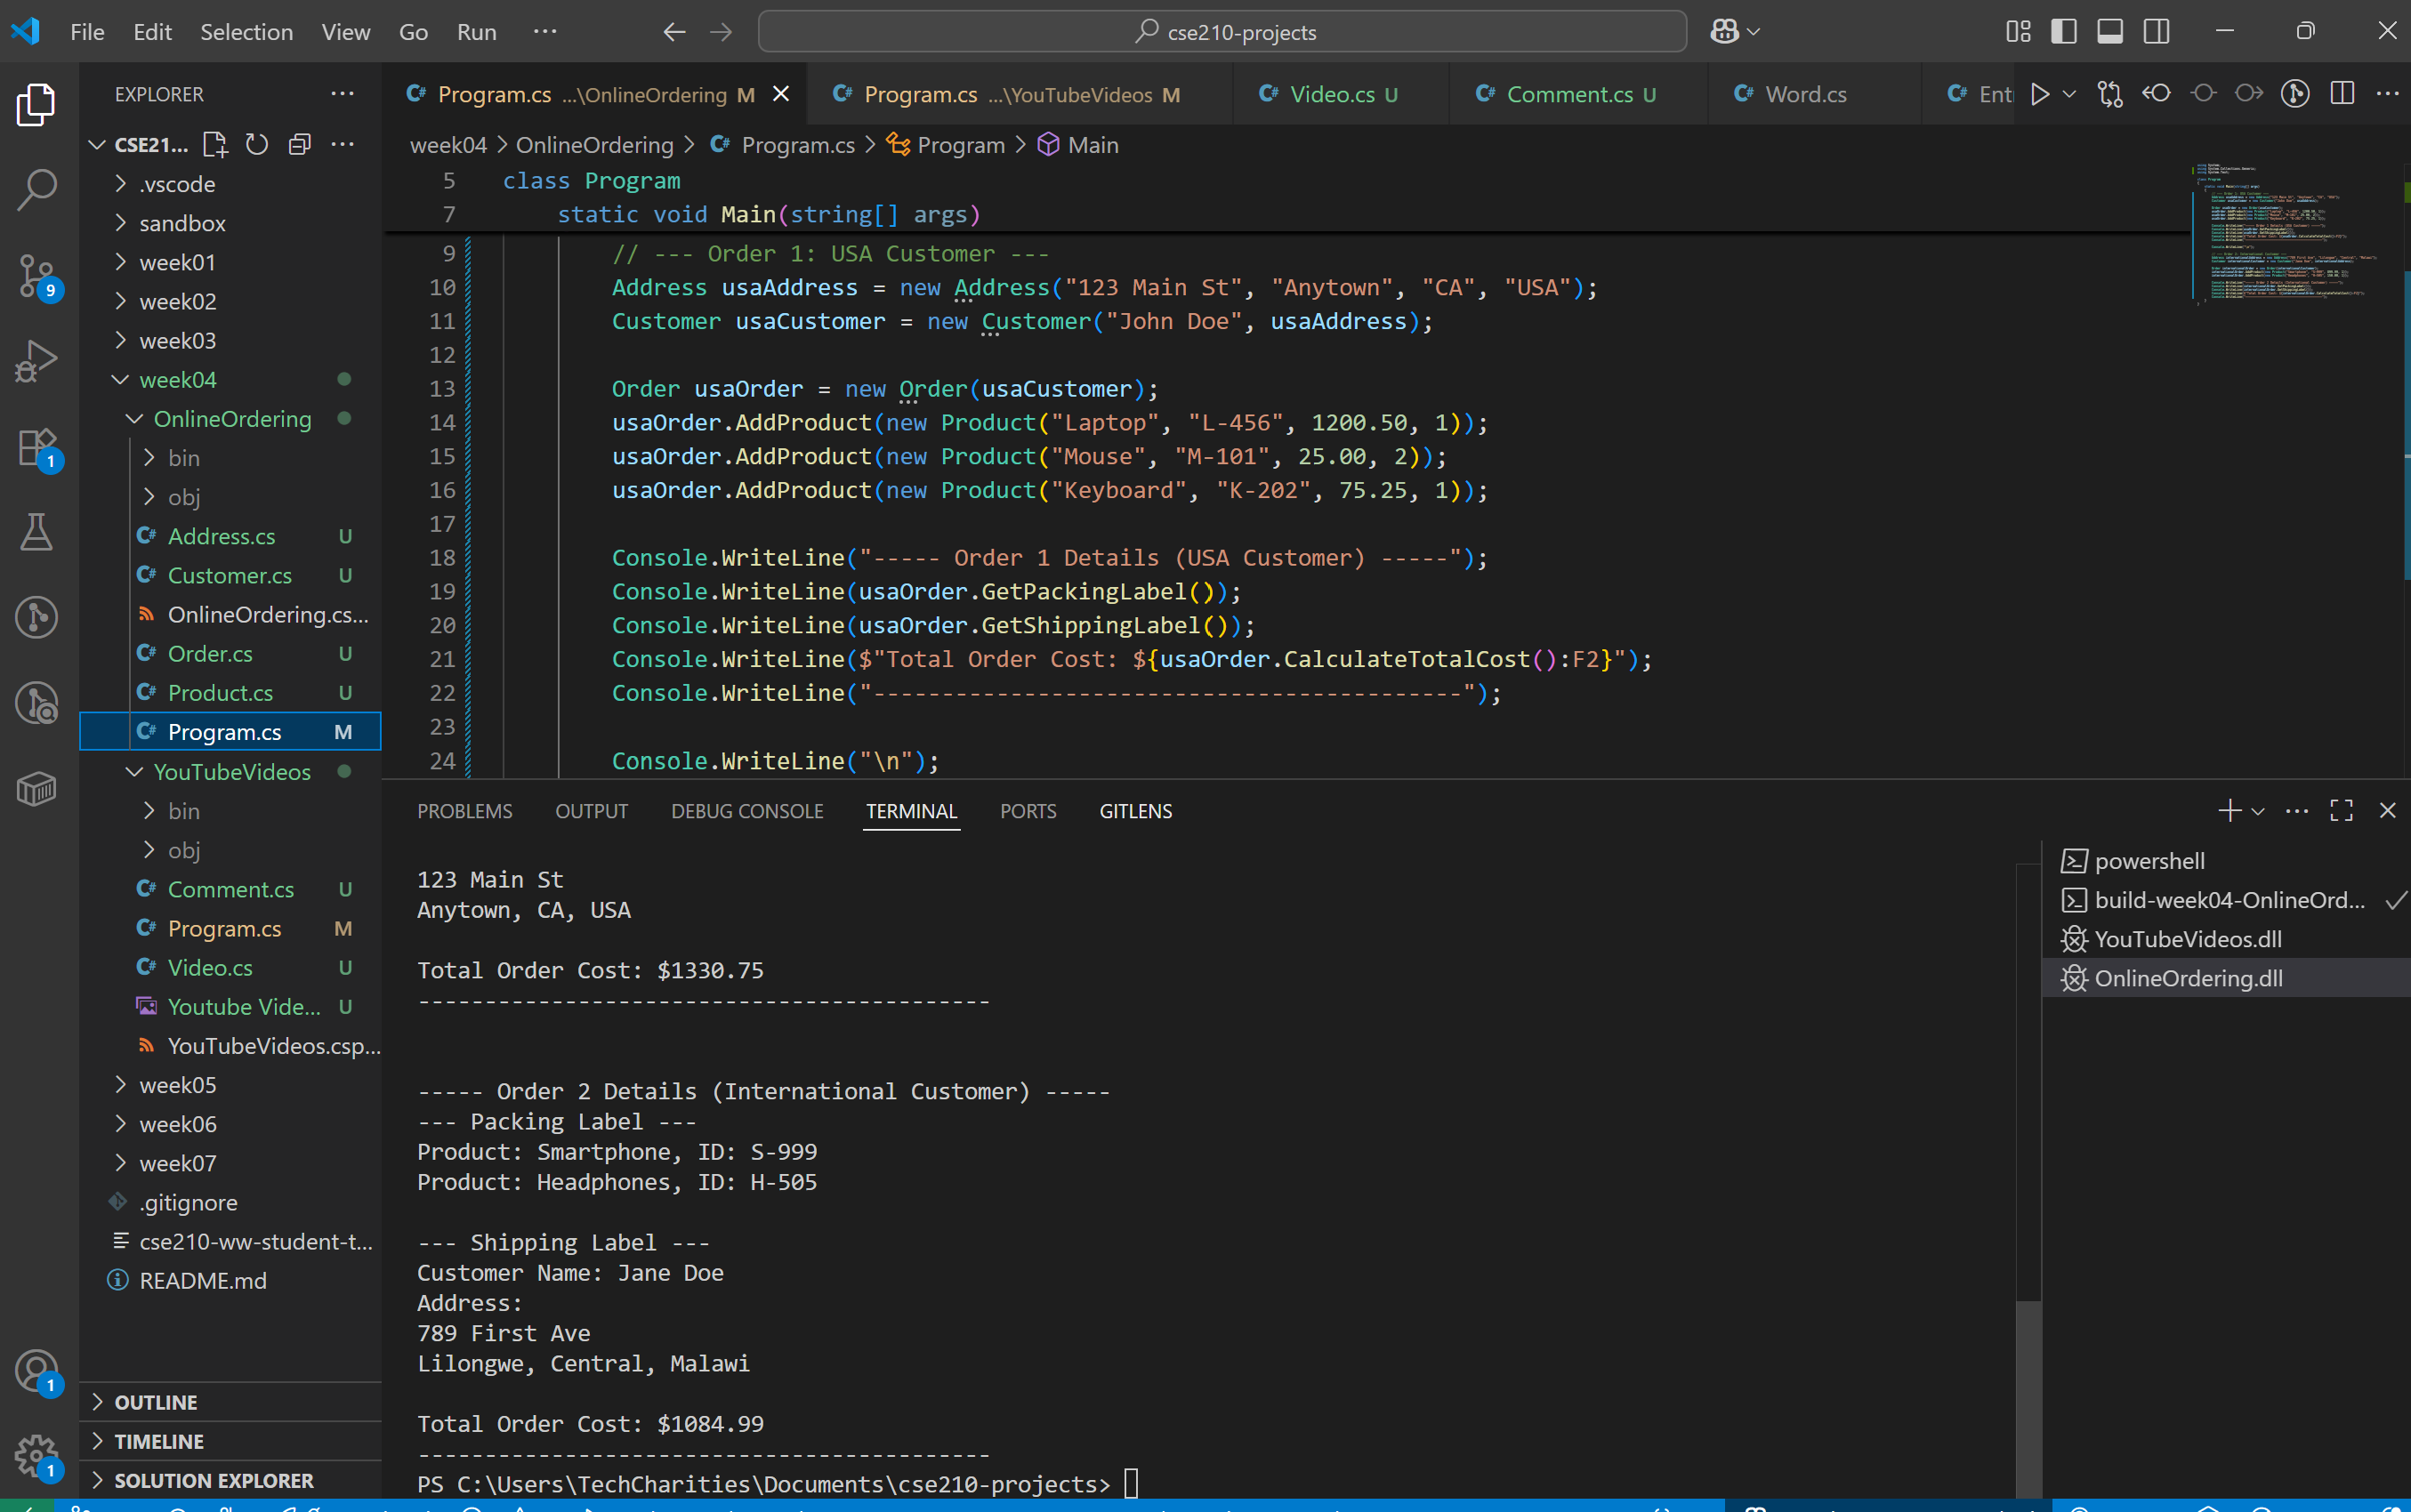 File Edit Selection View Go Run ··· cse210-projects
EXPLORER ···
Program.cs ...\OnlineOrdering M
Program.cs ...\YouTubeVideos M
Video.cs U
Comment.cs U
Word.cs
CSE21... ···
week04 > OnlineOrdering > Program.cs > Program > Main
.vscode
sandbox
week01
week02
week03
week04
OnlineOrdering
bin
obj
Address.cs U
Customer.cs U
OnlineOrdering.cs...
Order.cs U
Product.cs U
Program.cs M
YouTubeVideos
bin
obj
Comment.cs U
Program.cs M
Video.cs U
Youtube Vide... U
YouTubeVideos.csp...
week05
week06
week07
.gitignore
cse210-ww-student-t...
README.md
OUTLINE
TIMELINE
SOLUTION EXPLORER
9
1
1
1
5 class Program
7 static void Main(string[] args)
9 // --- Order 1: USA Customer ---
10 Address usaAddress = new Address("123 Main St", "Anytown", "CA", "USA");
11 Customer usaCustomer = new Customer("John Doe", usaAddress);
12
13 Order usaOrder = new Order(usaCustomer);
14 usaOrder.AddProduct(new Product("Laptop", "L-456", 1200.50, 1));
15 usaOrder.AddProduct(new Product("Mouse", "M-101", 25.00, 2));
16 usaOrder.AddProduct(new Product("Keyboard", "K-202", 75.25, 1));
17
18 Console.WriteLine("----- Order 1 Details (USA Customer) -----");
19 Console.WriteLine(usaOrder.GetPackingLabel());
20 Console.WriteLine(usaOrder.GetShippingLabel());
21 Console.WriteLine($"Total Order Cost: ${usaOrder.CalculateTotalCost():F2}");
22 Console.WriteLine("-------------------------------------------");
23
24 Console.WriteLine("\n");
PROBLEMS OUTPUT DEBUG CONSOLE TERMINAL PORTS GITLENS
123 Main St
Anytown, CA, USA
Total Order Cost: $1330.75
-------------------------------------------
----- Order 2 Details (International Customer) -----
--- Packing Label ---
Product: Smartphone, ID: S-999
Product: Headphones, ID: H-505
--- Shipping Label ---
Customer Name: Jane Doe
Address:
789 First Ave
Lilongwe, Central, Malawi
Total Order Cost: $1084.99
-------------------------------------------
PS C:\Users\TechCharities\Documents\cse210-projects>
powershell
build-week04-OnlineOrd...
YouTubeVideos.dll
OnlineOrdering.dll